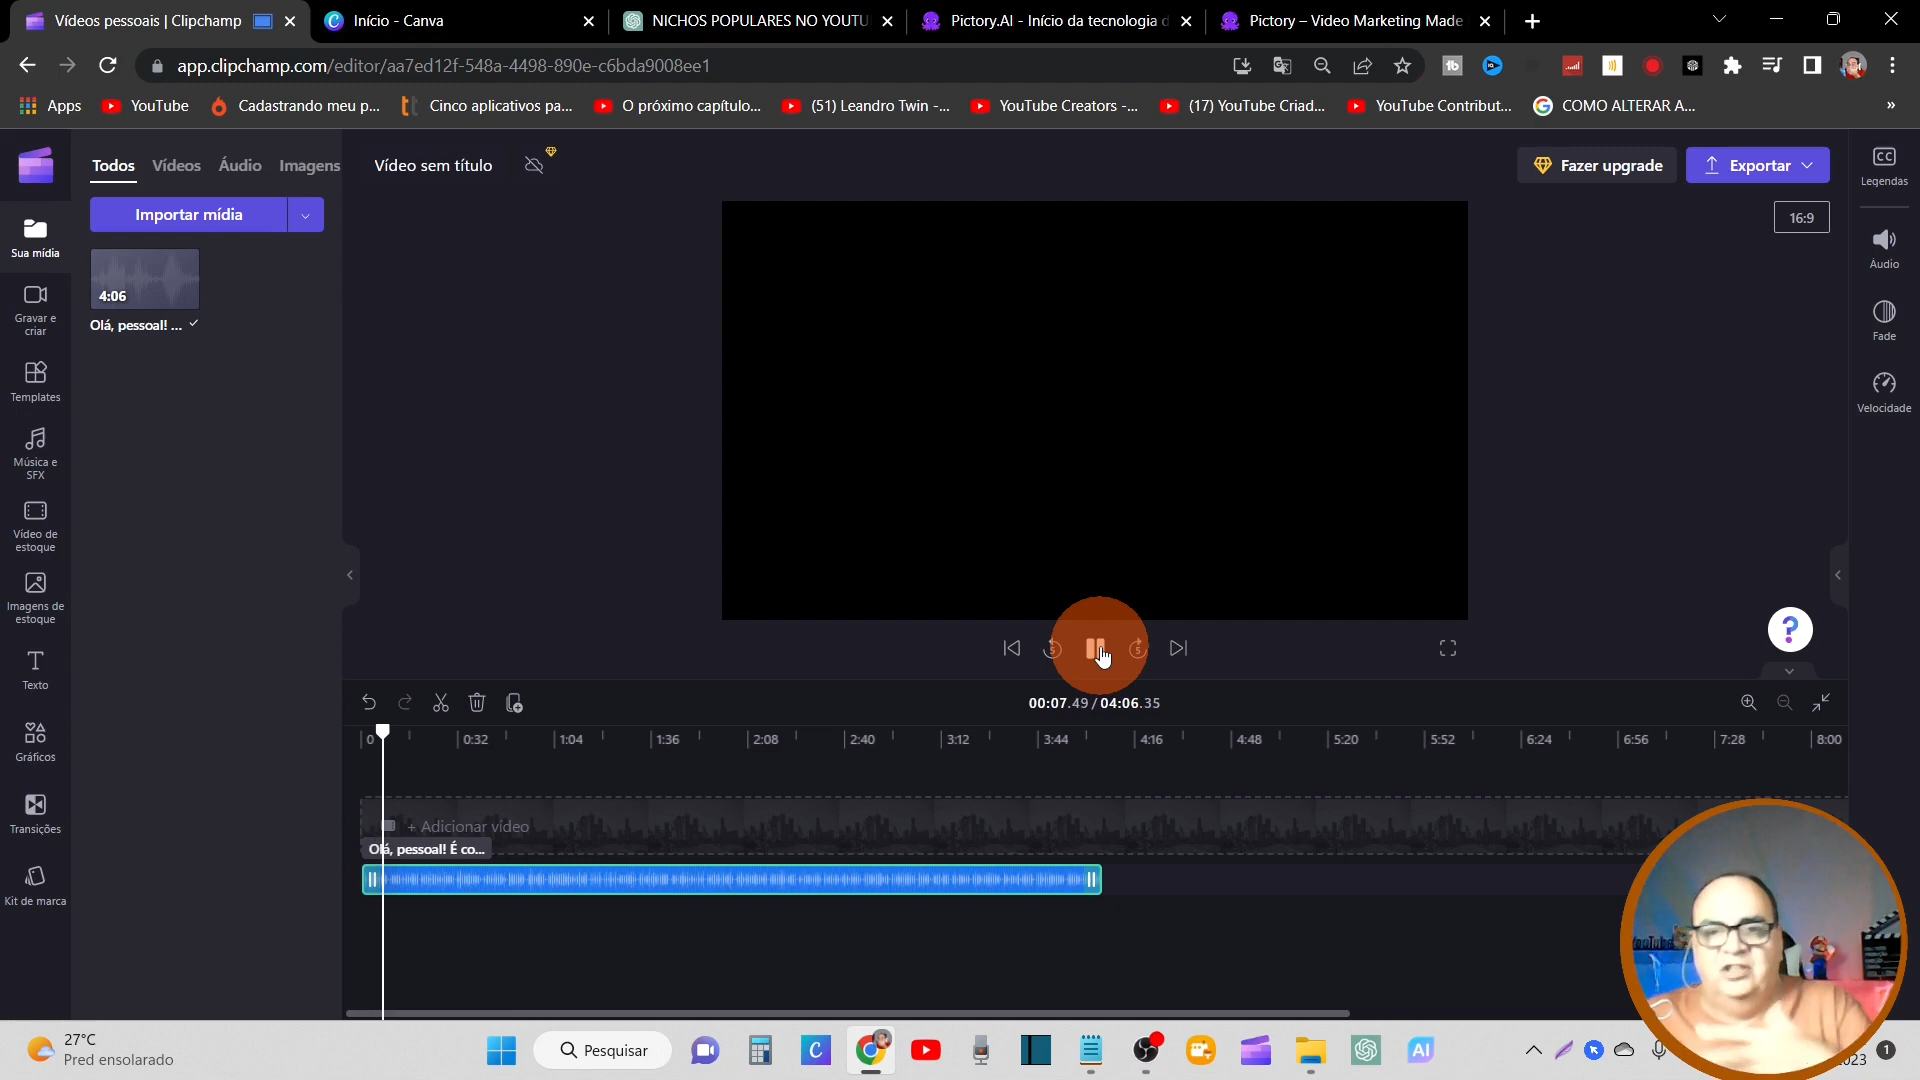 Vídeos pessoais | Clipchamp
Início - Canva
NICHOS POPULARES NO YOUTU
Pictory.AI - Início da tecnologia d
Pictory – Video Marketing Made
app.clipchamp.com/editor/aa7ed12f-548a-4498-890e-c6bda9008ee1
Apps
YouTube
Cadastrando meu p...
Cinco aplicativos pa...
O próximo capítulo...
(51) Leandro Twin -...
YouTube Creators -...
(17) YouTube Criad...
YouTube Contribut...
COMO ALTERAR A...
»
Todos
Vídeos
Áudio
Imagens
Vídeo sem título
Fazer upgrade
Exportar
CC
Legendas
Importar mídia
16:9
Sua mídia
Áudio
4:06
Olá, pessoal! ...
Gravar e
criar
Fade
Templates
Velocidade
Música e
SFX
Vídeo de
estoque
Imagens de
estoque
5
5
?
Texto
00:07.49 / 04:06.35
0
0:32
1:04
1:36
2:08
2:40
3:12
3:44
4:16
4:48
5:20
5:52
6:24
6:56
7:28
8:00
Gráficos
Transições
+ Adicionar vídeo
Olá, pessoal! É co...
Kit de marca
YouTube
27°C
Pred ensolarado
Pesquisar
C
AI
1